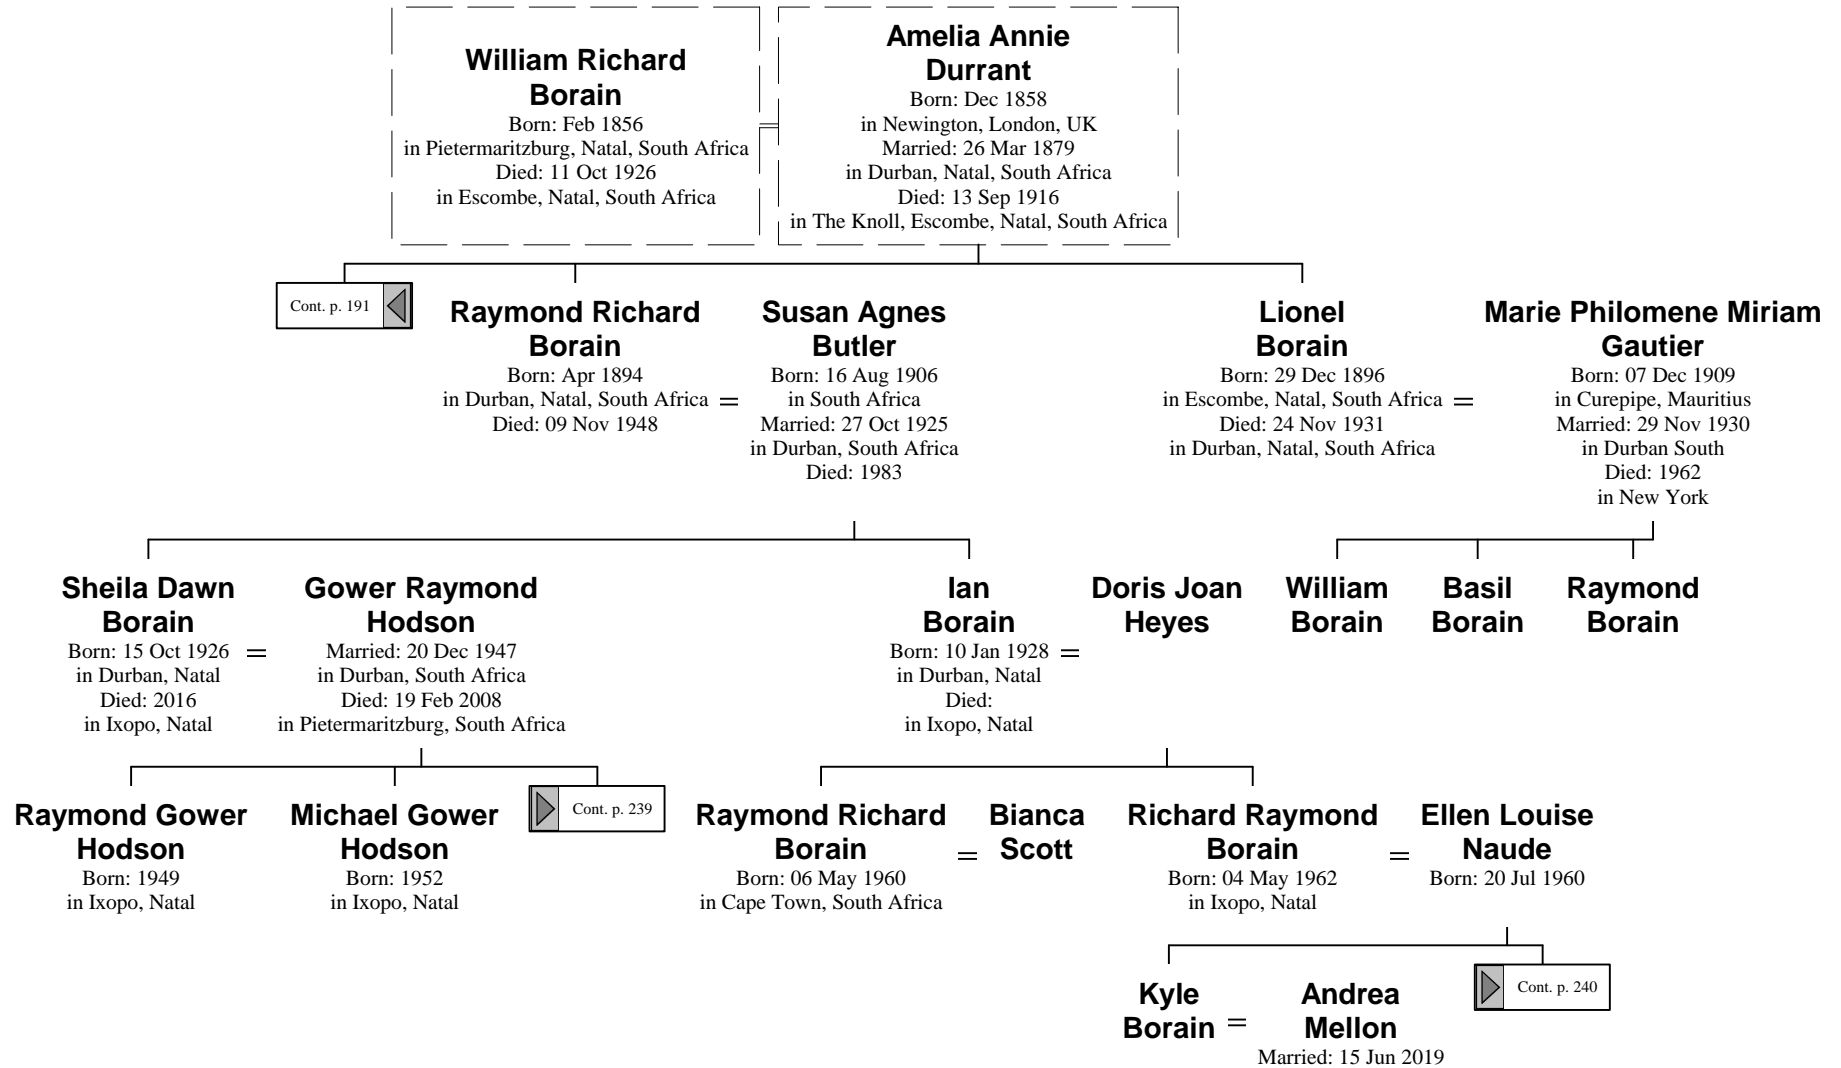 William Richard
Borain
Born: Feb 1856
in Pietermaritzburg, Natal, South Africa
Died: 11 Oct 1926
in Escombe, Natal, South Africa
Amelia Annie
Durrant
Born: Dec 1858
in Newington, London, UK
Married: 26 Mar 1879
in Durban, Natal, South Africa
Died: 13 Sep 1916
in The Knoll, Escombe, Natal, South Africa
Cont. p. 191
Raymond Richard
Borain
Born: Apr 1894
in Durban, Natal, South Africa
Died: 09 Nov 1948
=
Susan Agnes
Butler
Born: 16 Aug 1906
in South Africa
Married: 27 Oct 1925
in Durban, South Africa
Died: 1983
Lionel
Borain
Born: 29 Dec 1896
in Escombe, Natal, South Africa
Died: 24 Nov 1931
in Durban, Natal, South Africa
=
Marie Philomene Miriam
Gautier
Born: 07 Dec 1909
in Curepipe, Mauritius
Married: 29 Nov 1930
in Durban South
Died: 1962
in New York
Sheila Dawn
Borain
Born: 15 Oct 1926
in Durban, Natal
Died: 2016
in Ixopo, Natal
=
Gower Raymond
Hodson
Married: 20 Dec 1947
in Durban, South Africa
Died: 19 Feb 2008
in Pietermaritzburg, South Africa
Ian
Borain
Born: 10 Jan 1928
in Durban, Natal
Died:
in Ixopo, Natal
=
Doris Joan
Heyes
William
Borain
Basil
Borain
Raymond
Borain
Raymond Gower
Hodson
Born: 1949
in Ixopo, Natal
Michael Gower
Hodson
Born: 1952
in Ixopo, Natal
Cont. p. 239
Raymond Richard
Borain
Born: 06 May 1960
in Cape Town, South Africa
=
Bianca
Scott
Richard Raymond
Borain
Born: 04 May 1962
in Ixopo, Natal
=
Ellen Louise
Naude
Born: 20 Jul 1960
Kyle
Borain
=
Andrea
Mellon
Married: 15 Jun 2019
Cont. p. 240